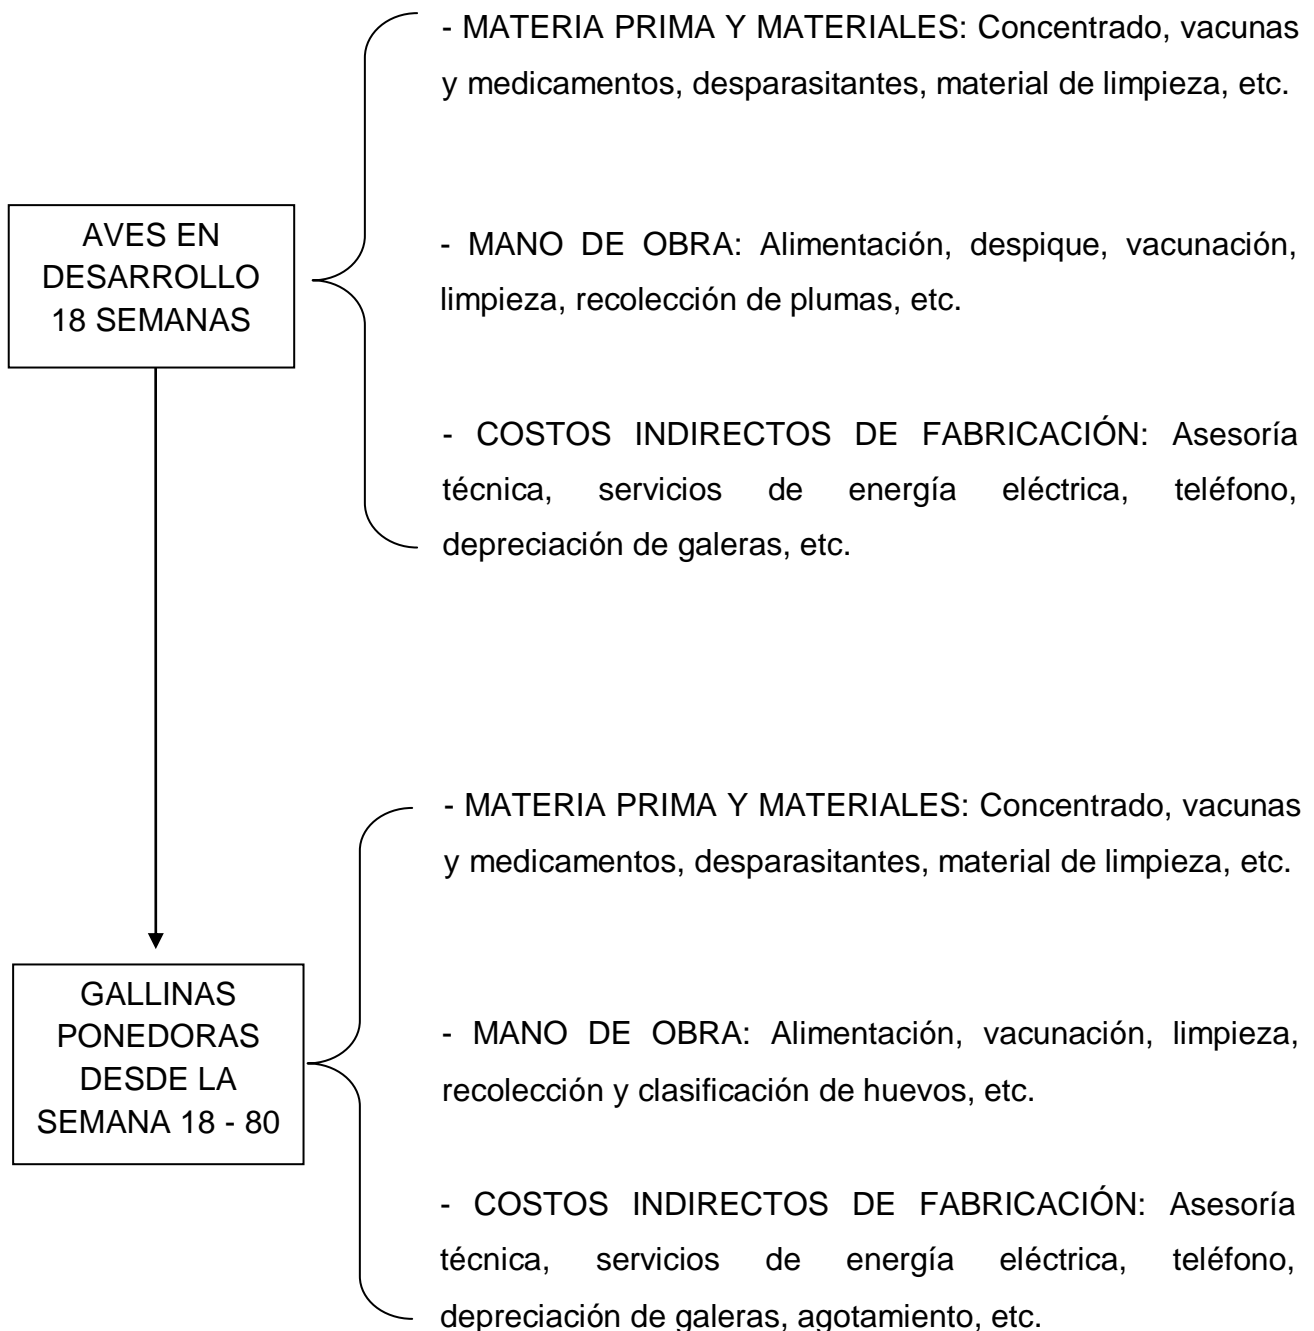 - MATERIA PRIMA Y MATERIALES: Concentrado, vacunas
y medicamentos, desparasitantes, material de limpieza, etc.
AVES EN
DESARROLLO
18 SEMANAS
- MANO DE OBRA: Alimentación, despique, vacunación,
limpieza, recolección de plumas, etc.
- COSTOS INDIRECTOS DE FABRICACIÓN: Asesoría
técnica, servicios de energía eléctrica, teléfono,
depreciación de galeras, etc.
- MATERIA PRIMA Y MATERIALES: Concentrado, vacunas
y medicamentos, desparasitantes, material de limpieza, etc.
GALLINAS
PONEDORAS
DESDE LA
SEMANA 18 - 80
- MANO DE OBRA: Alimentación, vacunación, limpieza,
recolección y clasificación de huevos, etc.
- COSTOS INDIRECTOS DE FABRICACIÓN: Asesoría
técnica, servicios de energía eléctrica, teléfono,
depreciación de galeras, agotamiento, etc.